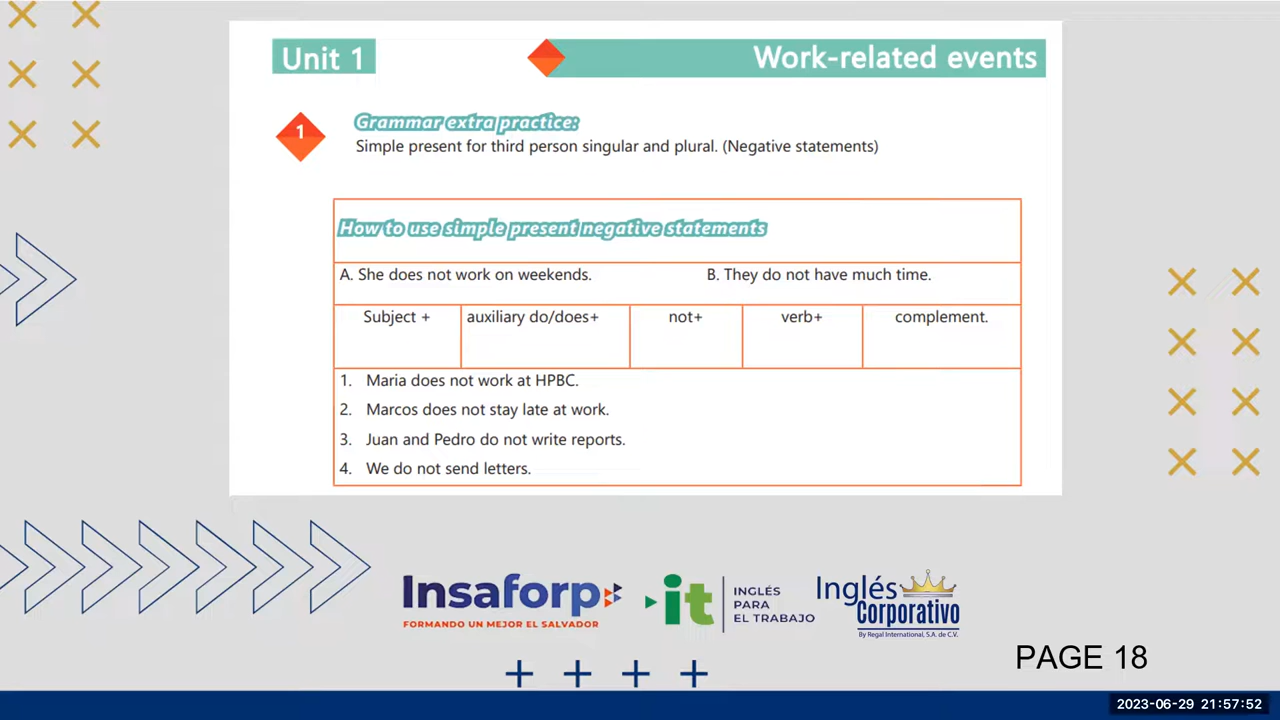 Unit 1
Work-related events
1
Grammar extra practice:
Simple present for third person singular and plural. (Negative statements)
How to use simple present negative statements
A. She does not work on weekends.
B. They do not have much time.
Subject +
auxiliary do/does+
not+
verb+
complement.
1. Maria does not work at HPBC.
2. Marcos does not stay late at work.
3. Juan and Pedro do not write reports.
4. We do not send letters.
Insaforp
FORMANDO UN MEJOR EL SALVADOR
it
INGLÉS
PARA
EL TRABAJO
Inglés
Corporativo
By Regal International, S.A. de C.V.
PAGE 18
2023-06-29 21:57:52